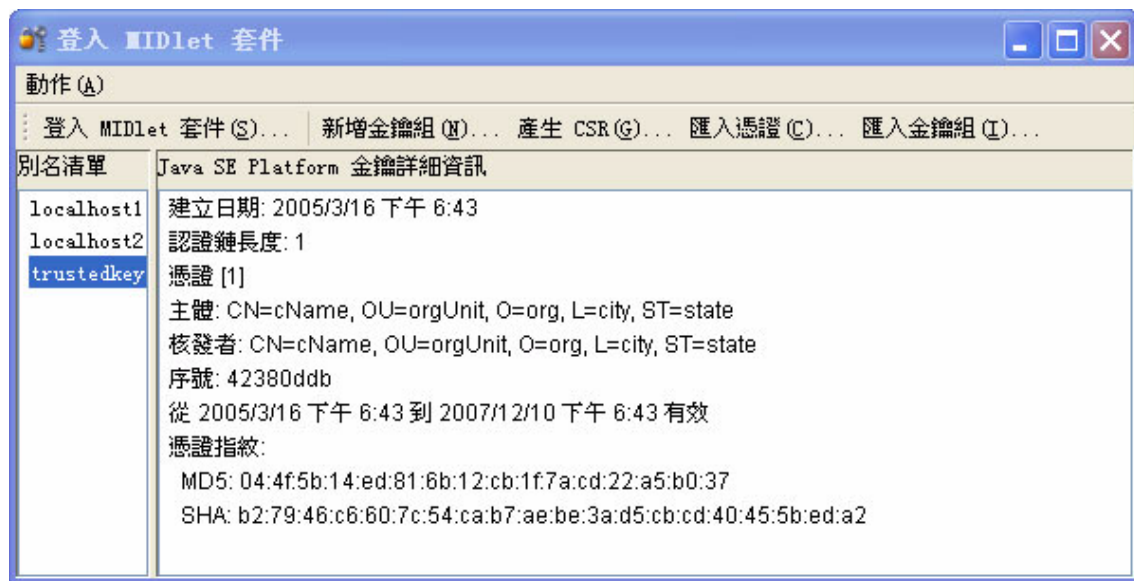 登入 MIDlet 套件
動作(A)
登入 MIDlet 套件(S)... 新增金鑰組(N)... 產生 CSR(G)... 匯入憑證(C)... 匯入金鑰組(I)...
別名清單
Java SE Platform 金鑰詳細資訊
localhost1
localhost2
trustedkey
建立日期: 2005/3/16 下午 6:43
認證鏈長度: 1
憑證 [1]
主體: CN=cName, OU=orgUnit, O=org, L=city, ST=state
核發者: CN=cName, OU=orgUnit, O=org, L=city, ST=state
序號: 42380ddb
從 2005/3/16 下午 6:43 到 2007/12/10 下午 6:43 有效
憑證指紋:
MD5: 04:4f:5b:14:ed:81:6b:12:cb:1f:7a:cd:22:a5:b0:37
SHA: b2:79:46:c6:60:7c:54:ca:b7:ae:be:3a:d5:cb:cd:40:45:5b:ed:a2